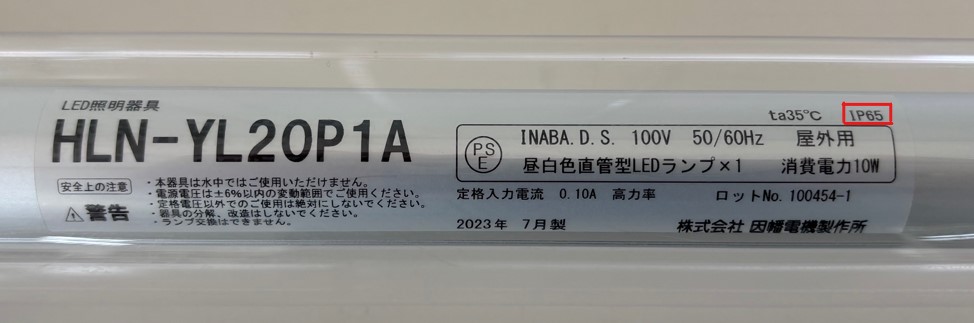 LED照明器具
ta35℃ IP65
HLN-YL20P1A
PSE INABA.D.S. 100V 50/60Hz 屋外用
昼白色直管型LEDランプ×1 消費電力10W
安全上の注意
警告
・本器具は水中ではご使用いただけません。
・電源電圧は±6%以内の変動範囲でご使用ください。
・定格電圧以外でのご使用は絶対にしないでください。
・器具の分解、改造はしないでください。
・ランプ交換はできません。
定格入力電流 0.10A 高力率 ロットNo.100454-1
2023年 7月製 株式会社 因幡電機製作所